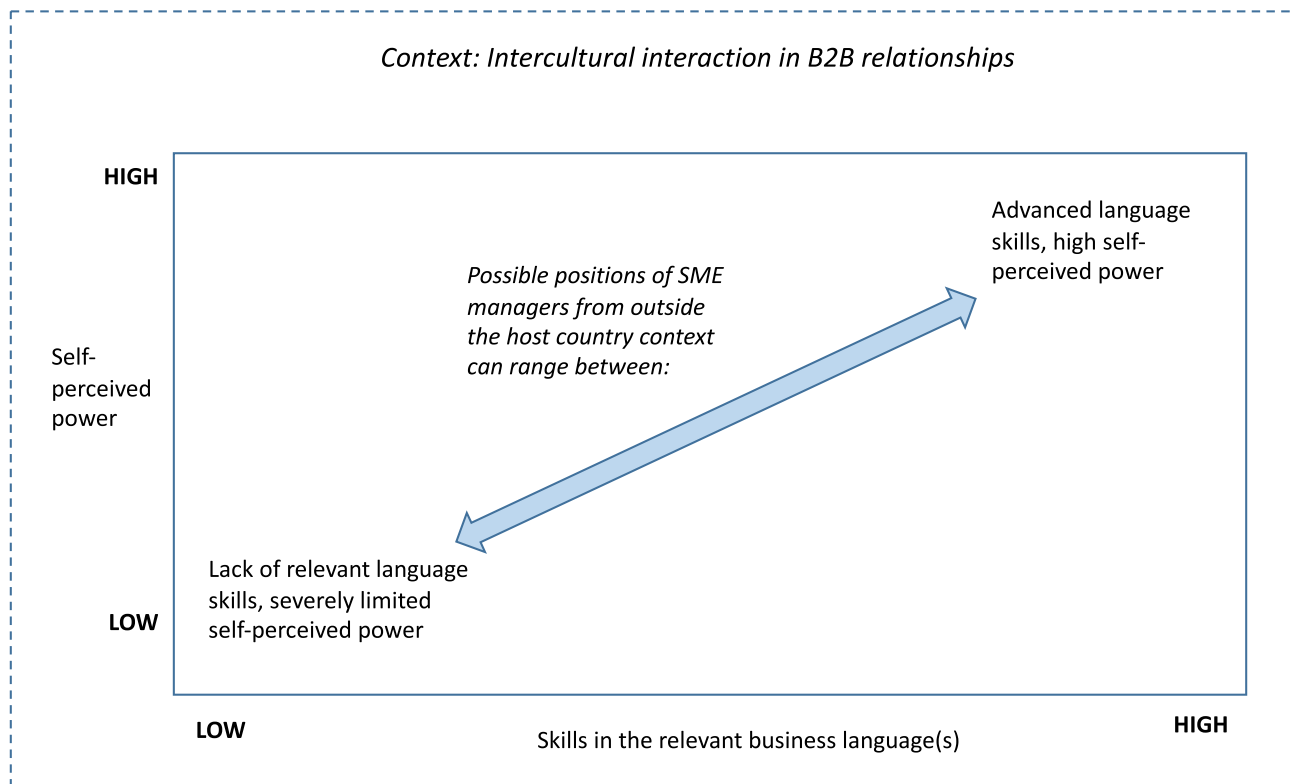 Context: Intercultural interaction in B2B relationships
HIGH
Advanced language
skills, high self-
perceived power
Possible positions of SME
managers from outside
the host country context
can range between:
Self-
perceived
power
Lack of relevant language
skills, severely limited
self-perceived power
LOW
LOW
Skills in the relevant business language(s)
HIGH